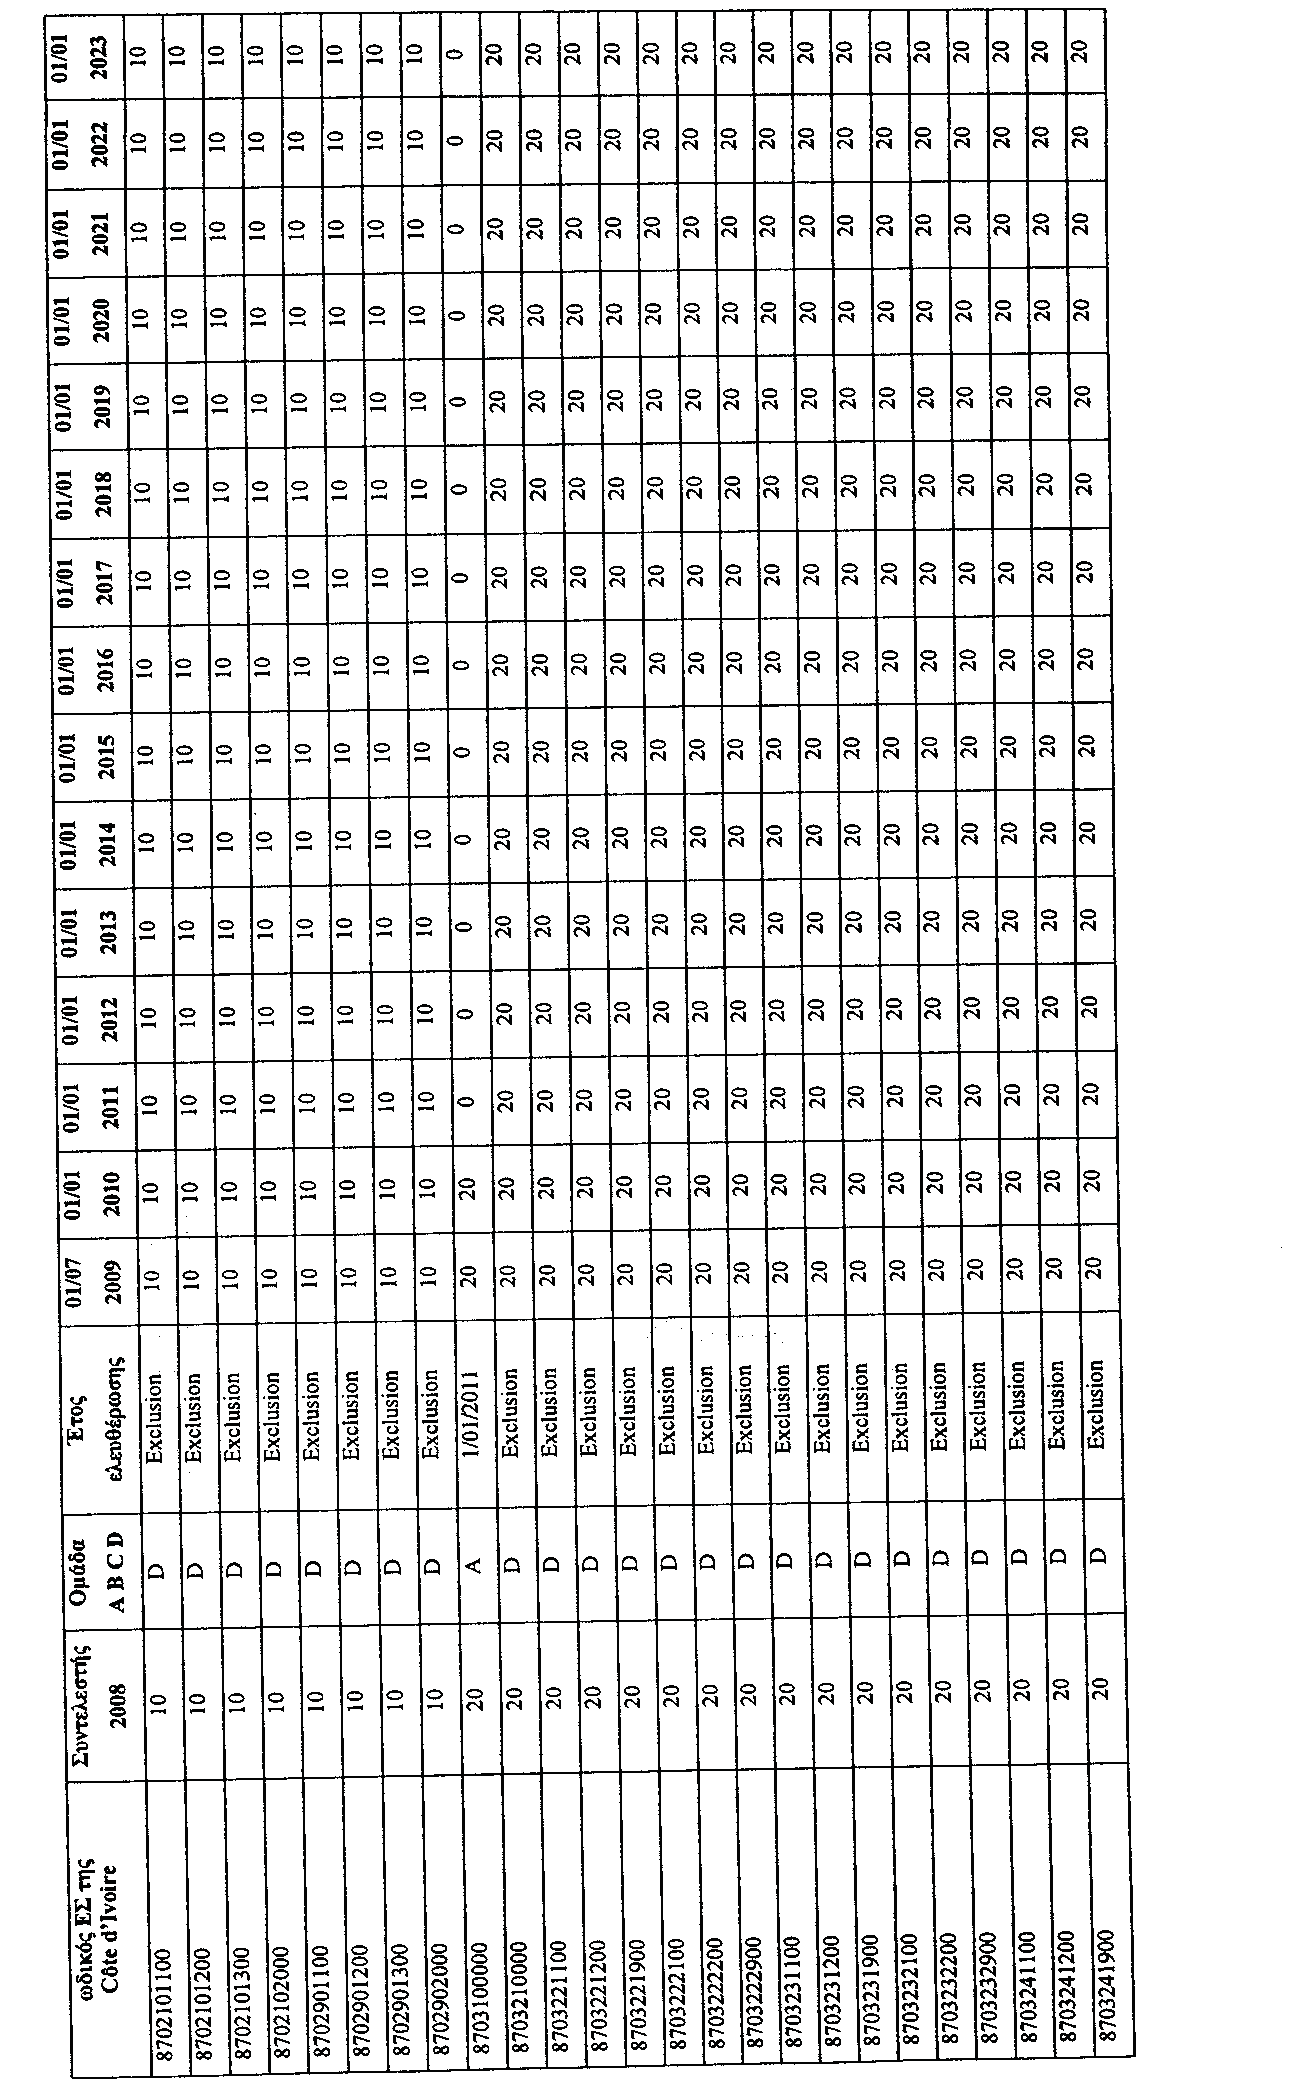 ωδικός ΕΣ της Côte d'Ivoire Συντελεστής 2008 Ομάδα A B C D Έτος ελευθέρωσης 01/07 2009 01/01 2010 01/01 2011 01/01 2012 01/01 2013 01/01 2014 01/01 2015 01/01 2016 01/01 2017 01/01 2018 01/01 2019 01/01 2020 01/01 2021 01/01 2022 01/01 2023
8702101100 10 D Exclusion 10 10 10 10 10 10 10 10 10 10 10 10 10 10 10
8702101200 10 D Exclusion 10 10 10 10 10 10 10 10 10 10 10 10 10 10 10
8702101300 10 D Exclusion 10 10 10 10 10 10 10 10 10 10 10 10 10 10 10
8702102000 10 D Exclusion 10 10 10 10 10 10 10 10 10 10 10 10 10 10 10
8702901100 10 D Exclusion 10 10 10 10 10 10 10 10 10 10 10 10 10 10 10
8702901200 10 D Exclusion 10 10 10 10 10 10 10 10 10 10 10 10 10 10 10
8702901300 10 D Exclusion 10 10 10 10 10 10 10 10 10 10 10 10 10 10 10
8702902000 10 D Exclusion 10 10 10 10 10 10 10 10 10 10 10 10 10 10 10
8703100000 20 A 1/01/2011 20 20 0 0 0 0 0 0 0 0 0 0 0 0 0
8703210000 20 D Exclusion 20 20 20 20 20 20 20 20 20 20 20 20 20 20 20
8703221100 20 D Exclusion 20 20 20 20 20 20 20 20 20 20 20 20 20 20 20
8703221200 20 D Exclusion 20 20 20 20 20 20 20 20 20 20 20 20 20 20 20
8703221900 20 D Exclusion 20 20 20 20 20 20 20 20 20 20 20 20 20 20 20
8703222100 20 D Exclusion 20 20 20 20 20 20 20 20 20 20 20 20 20 20 20
8703222200 20 D Exclusion 20 20 20 20 20 20 20 20 20 20 20 20 20 20 20
8703222900 20 D Exclusion 20 20 20 20 20 20 20 20 20 20 20 20 20 20 20
8703231100 20 D Exclusion 20 20 20 20 20 20 20 20 20 20 20 20 20 20 20
8703231200 20 D Exclusion 20 20 20 20 20 20 20 20 20 20 20 20 20 20 20
8703231900 20 D Exclusion 20 20 20 20 20 20 20 20 20 20 20 20 20 20 20
8703232100 20 D Exclusion 20 20 20 20 20 20 20 20 20 20 20 20 20 20 20
8703232200 20 D Exclusion 20 20 20 20 20 20 20 20 20 20 20 20 20 20 20
8703232900 20 D Exclusion 20 20 20 20 20 20 20 20 20 20 20 20 20 20 20
8703241100 20 D Exclusion 20 20 20 20 20 20 20 20 20 20 20 20 20 20 20
8703241200 20 D Exclusion 20 20 20 20 20 20 20 20 20 20 20 20 20 20 20
8703241900 20 D Exclusion 20 20 20 20 20 20 20 20 20 20 20 20 20 20 20